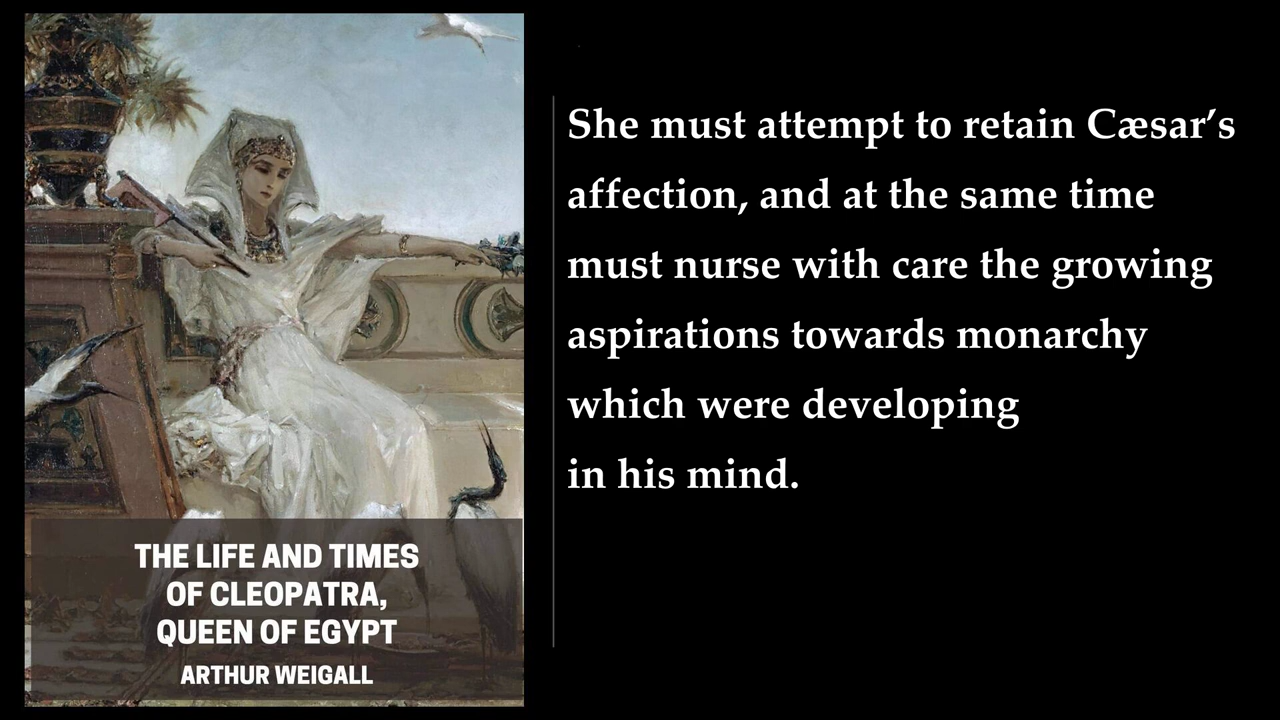 She must attempt to retain Cæsar’s
affection, and at the same time
must nurse with care the growing
aspirations towards monarchy
which were developing
in his mind.
THE LIFE AND TIMES
OF CLEOPATRA,
QUEEN OF EGYPT
ARTHUR WEIGALL